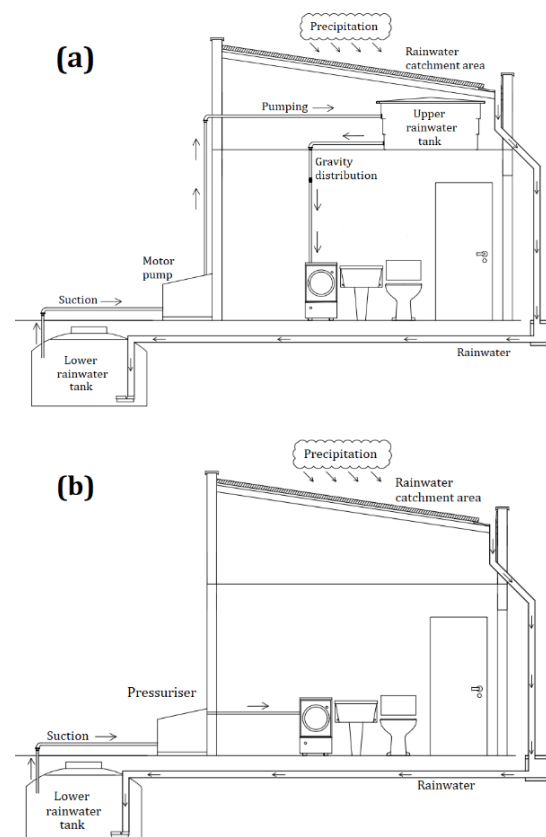 (a)
Precipitation
Rainwater
catchment area
Pumping
Upper
rainwater
tank
Gravity
distribution
Motor
pump
Suction
Lower
rainwater
tank
Rainwater
(b)
Precipitation
Rainwater
catchment area
Pressuriser
Suction
Lower
rainwater
tank
Rainwater